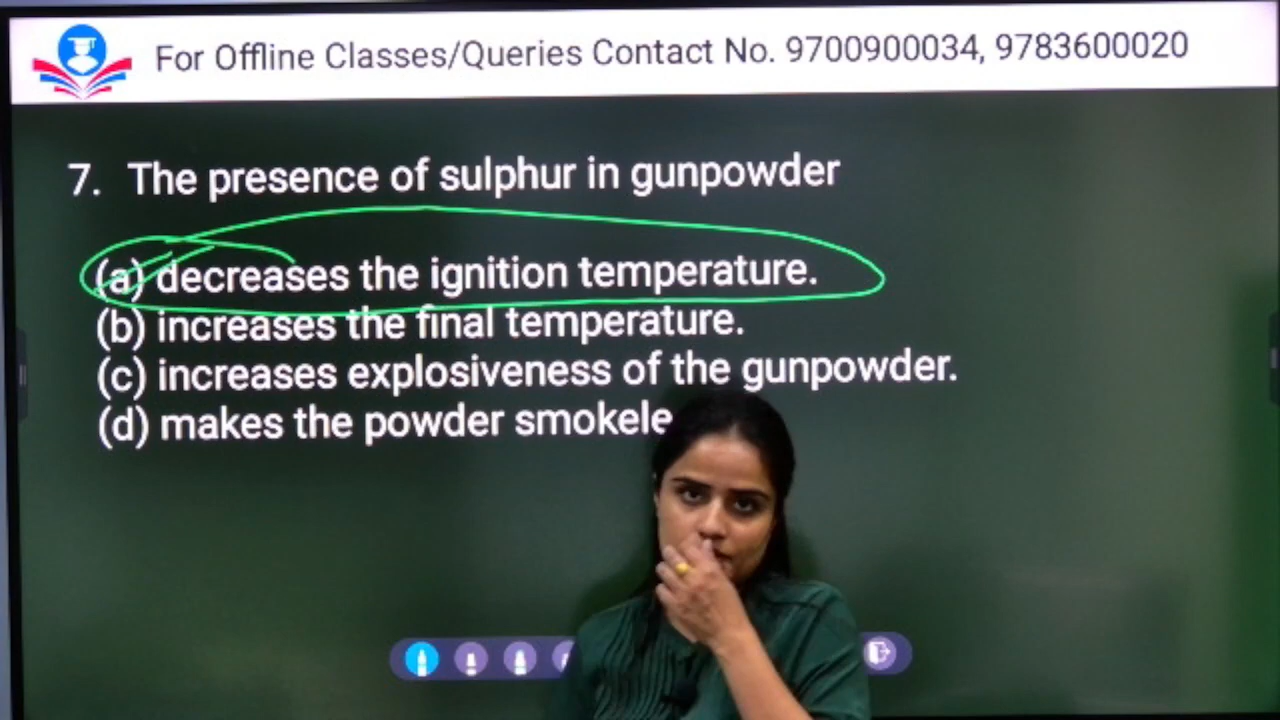 For Offline Classes/Queries Contact No. 9700900034, 9783600020
7. The presence of sulphur in gunpowder
(a) decreases the ignition temperature.
(b) increases the final temperature.
(c) increases explosiveness of the gunpowder.
(d) makes the powder